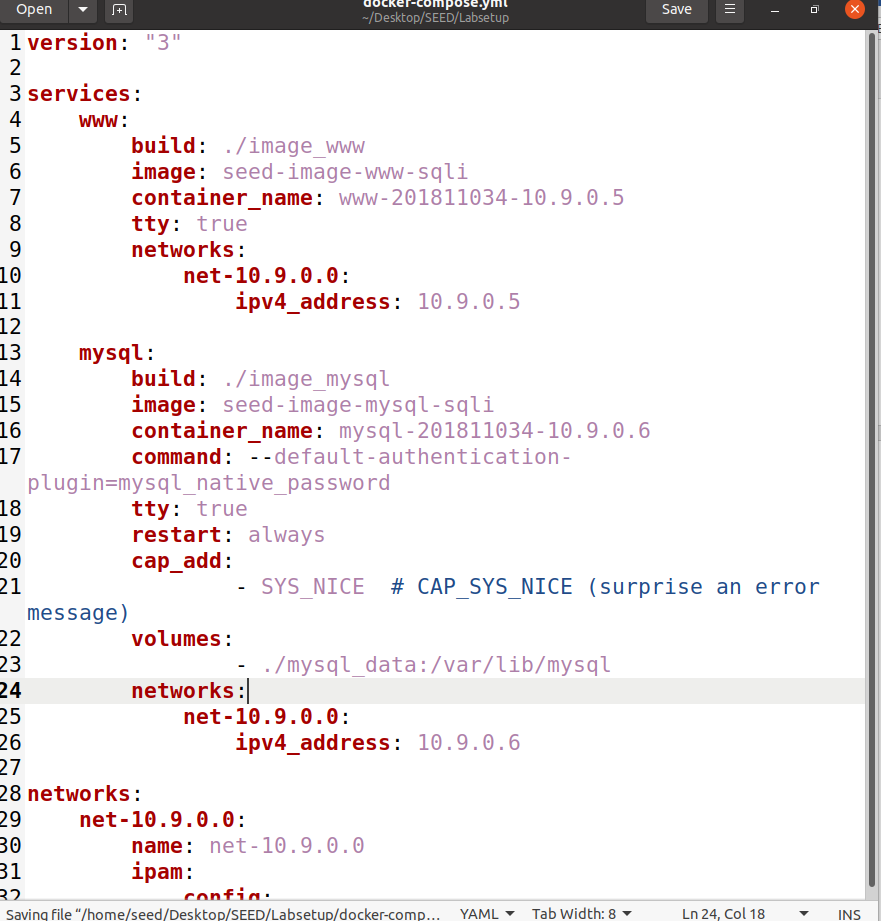 Open
docker-compose.yml
~/Desktop/SEED/Labsetup
Save
1 version: "3"
2
3 services:
4     www:
5         build: ./image_www
6         image: seed-image-www-sqli
7         container_name: www-201811034-10.9.0.5
8         tty: true
9         networks:
10             net-10.9.0.0:
11                 ipv4_address: 10.9.0.5
12
13     mysql:
14         build: ./image_mysql
15         image: seed-image-mysql-sqli
16         container_name: mysql-201811034-10.9.0.6
17         command: --default-authentication-
plugin=mysql_native_password
18         tty: true
19         restart: always
20         cap_add:
21                 - SYS_NICE  # CAP_SYS_NICE (surprise an error
message)
22         volumes:
23                 - ./mysql_data:/var/lib/mysql
24         networks:
25             net-10.9.0.0:
26                 ipv4_address: 10.9.0.6
27
28 networks:
29     net-10.9.0.0:
30         name: net-10.9.0.0
31         ipam:
32             config:
Saving file “/home/seed/Desktop/SEED/Labsetup/docker-comp… YAML Tab Width: 8 Ln 24, Col 18 INS